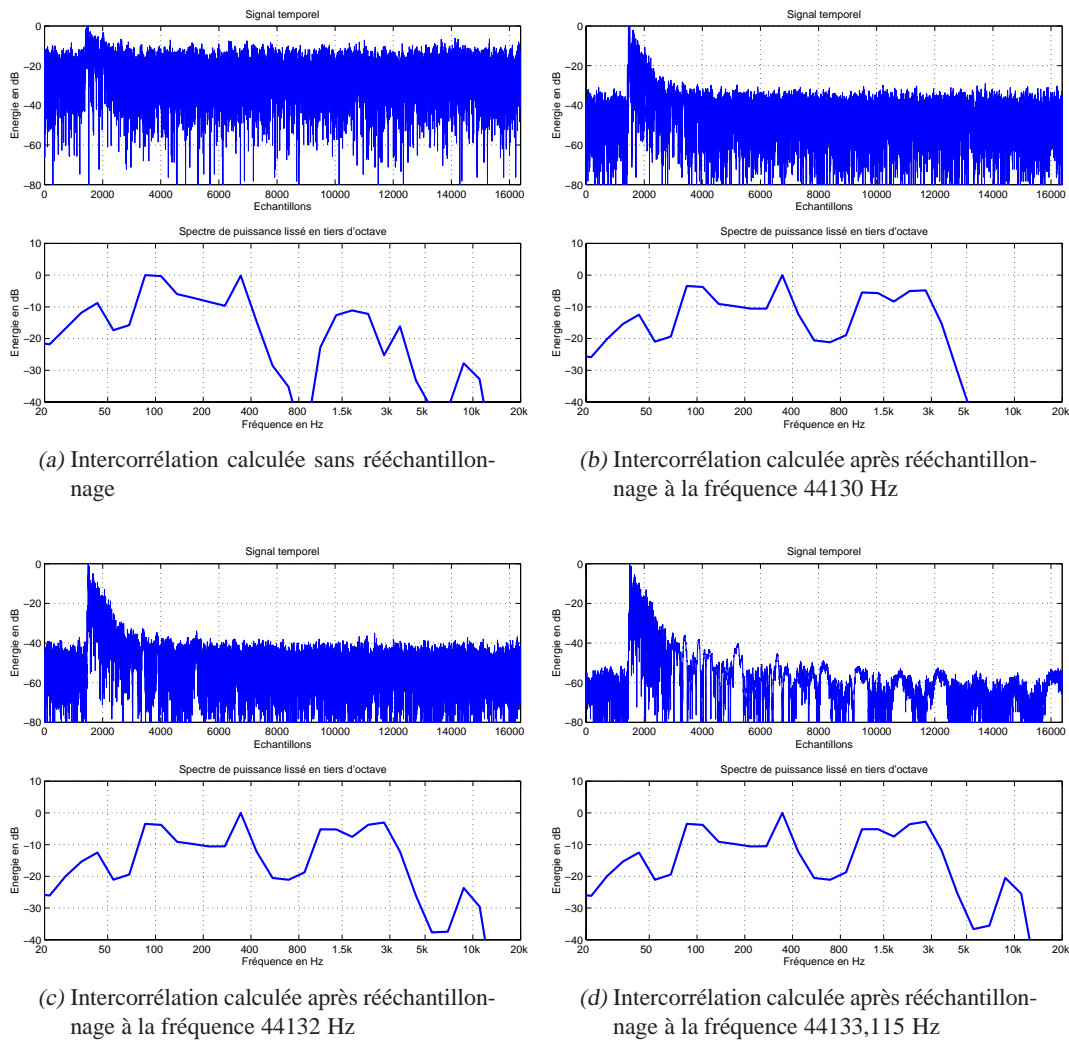 Signal temporel
0
−20
−40
−60
−80
Energie en dB
0 2000 4000 6000 8000 10000 12000 14000 16000
Echantillons
Spectre de puissance lissé en tiers d'octave
10
0
−10
−20
−30
−40
Energie en dB
20 50 100 200 400 800 1.5k 3k 5k 10k 20k
Fréquence en Hz
(a) Intercorrélation calculée sans rééchantillon-
nage
Signal temporel
0
−20
−40
−60
−80
Energie en dB
0 2000 4000 6000 8000 10000 12000 14000 16000
Echantillons
Spectre de puissance lissé en tiers d'octave
10
0
−10
−20
−30
−40
Energie en dB
20 50 100 200 400 800 1.5k 3k 5k 10k 20k
Fréquence en Hz
(b) Intercorrélation calculée après rééchantillon-
nage à la fréquence 44130 Hz
Signal temporel
0
−20
−40
−60
−80
Energie en dB
0 2000 4000 6000 8000 10000 12000 14000 16000
Echantillons
Spectre de puissance lissé en tiers d'octave
10
0
−10
−20
−30
−40
Energie en dB
20 50 100 200 400 800 1.5k 3k 5k 10k 20k
Fréquence en Hz
(c) Intercorrélation calculée après rééchantillon-
nage à la fréquence 44132 Hz
Signal temporel
0
−20
−40
−60
−80
Energie en dB
0 2000 4000 6000 8000 10000 12000 14000 16000
Echantillons
Spectre de puissance lissé en tiers d'octave
10
0
−10
−20
−30
−40
Energie en dB
20 50 100 200 400 800 1.5k 3k 5k 10k 20k
Fréquence en Hz
(d) Intercorrélation calculée après rééchantillon-
nage à la fréquence 44133,115 Hz